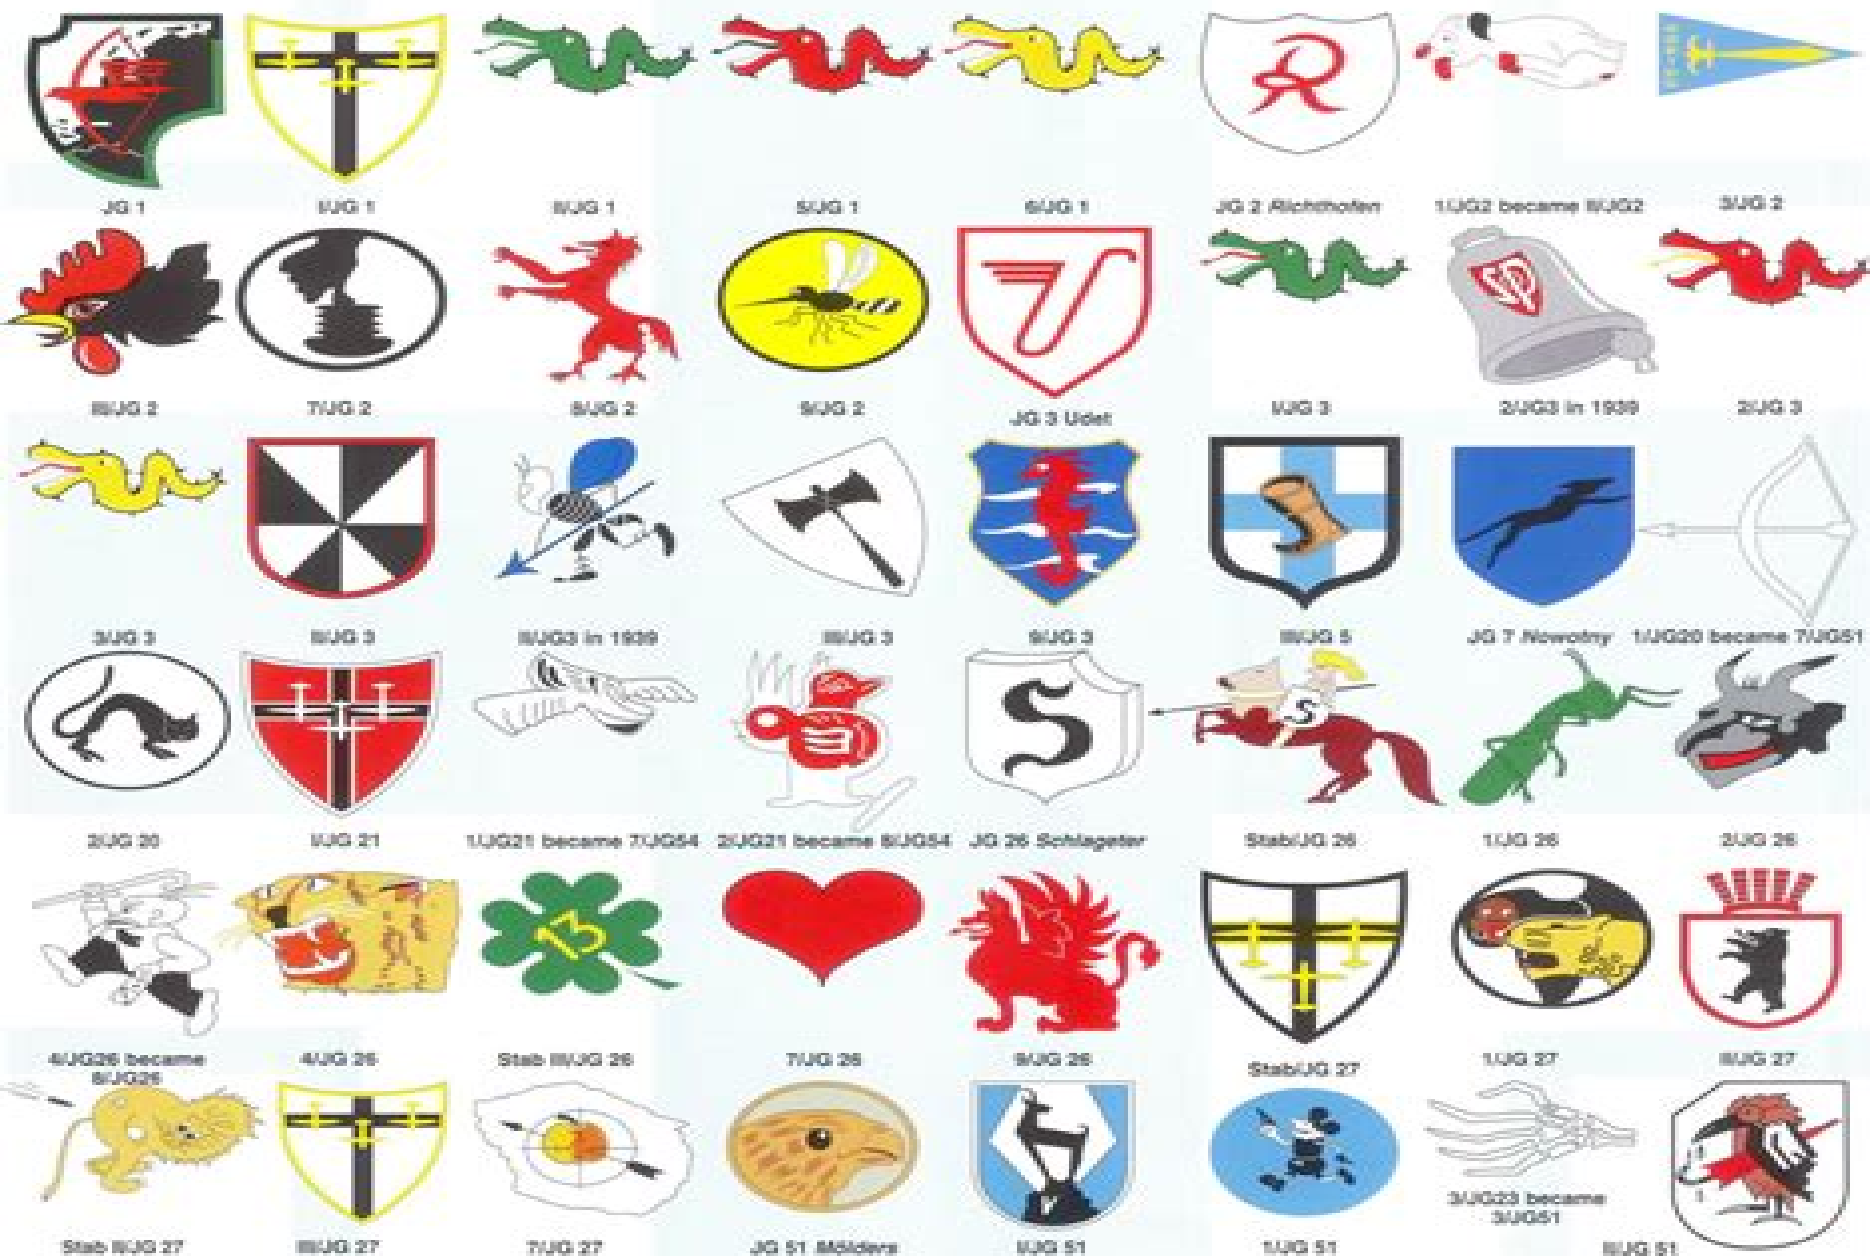 JG 1
I/JG 1
II/JG 1
5/JG 1
6/JG 1
JG 2 Richthofen
1/JG2 became II/JG2
3/JG 2
III/JG 2
7/JG 2
8/JG 2
9/JG 2
JG 3 Udet
I/JG 3
2/JG3 in 1939
2/JG 3
3/JG 3
II/JG 3
II/JG3 in 1939
III/JG 3
9/JG 3
III/JG 5
JG 7 Nowotny
1/JG20 became 7/JG51
2/JG 20
I/JG 21
1/JG21 became 7/JG54
2/JG21 became 8/JG54
S
JG 26 Schlageter
S
Stab/JG 26
1/JG 26
2/JG 26
4/JG26 became
8/JG26
4/JG 26
13
Stab III/JG 26
7/JG 26
9/JG 26
Stab/JG 27
1/JG 27
II/JG 27
Stab II/JG 27
III/JG 27
7/JG 27
JG 51 Mölders
I/JG 51
1/JG 51
3/JG23 became
3/JG51
II/JG 51